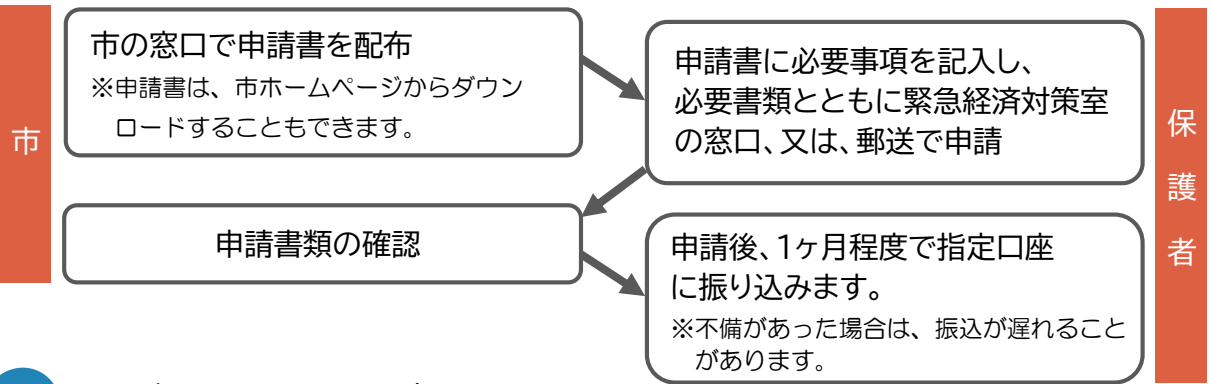 市
市の窓口で申請書を配布
※申請書は、市ホームページからダウン
ロードすることもできます。
申請書に必要事項を記入し、
必要書類とともに緊急経済対策室
の窓口、又は、郵送で申請
申請書類の確認
申請後、1ヶ月程度で指定口座
に振り込みます。
※不備があった場合は、振込が遅れること
があります。
保護者